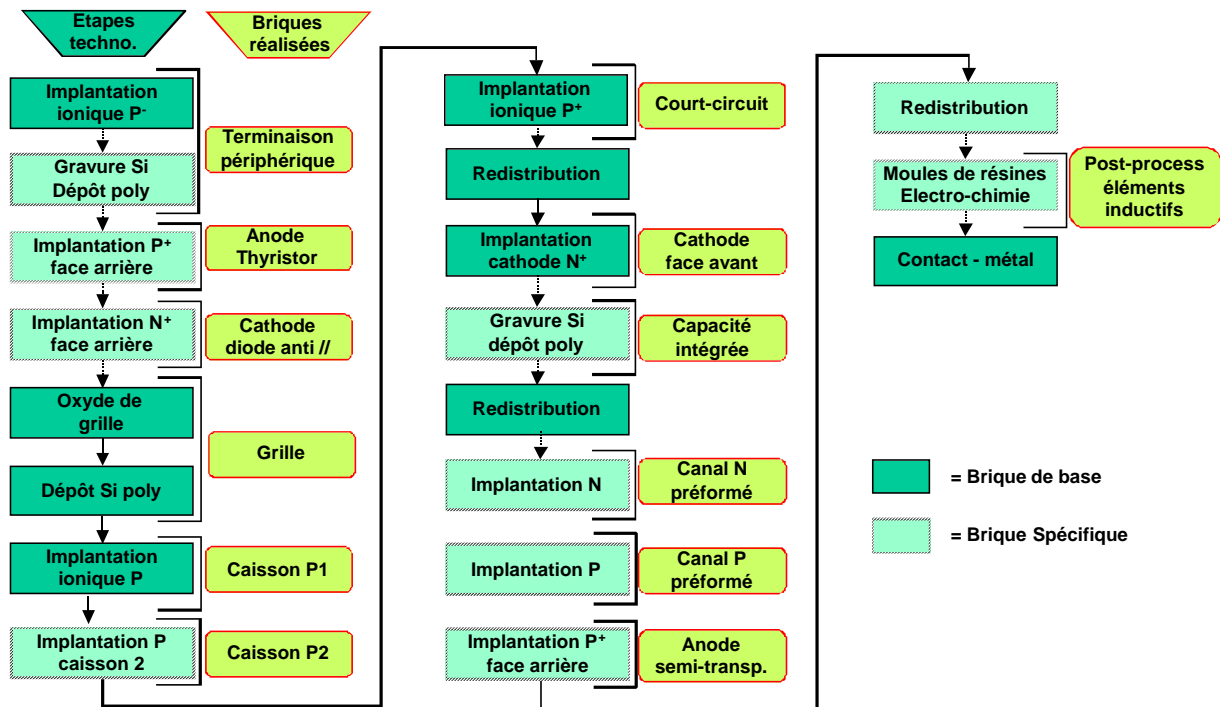 Etapes
techno.
Briques
réalisées
Implantation
ionique P-
Gravure Si
Dépôt poly
Terminaison
périphérique
Implantation P+
face arrière
Anode
Thyristor
Implantation N+
face arrière
Cathode
diode anti //
Oxyde de
grille
Dépôt Si poly
Grille
Implantation
ionique P
Caisson P1
Implantation P
caisson 2
Caisson P2
Implantation
ionique P+
Court-circuit
Redistribution
Implantation
cathode N+
Cathode
face avant
Gravure Si
dépôt poly
Capacité
intégrée
Redistribution
Implantation N
Canal N
préformé
Implantation P
Canal P
préformé
Implantation P+
face arrière
Anode
semi-transp.
Redistribution
Moules de résines
Electro-chimie
Post-process
éléments
inductifs
Contact - métal
= Brique de base
= Brique Spécifique